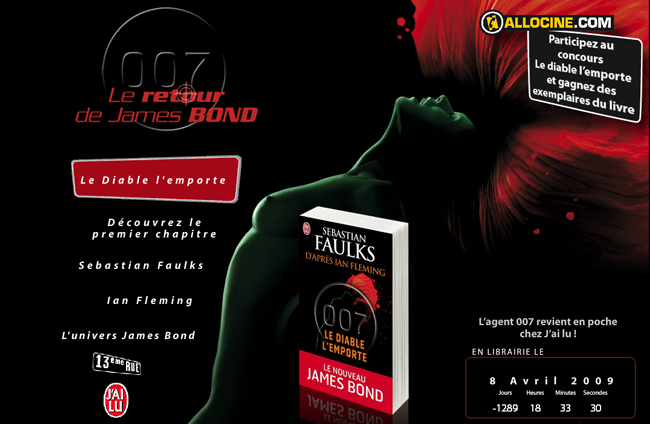 ALLOCINE.COM
Participez au
concours
Le diable l'emporte
et gagnez des
exemplaires du livre
007
Le retour
de James BOND
Le Diable l'emporte
Découvrez le
premier chapitre
Sebastian Faulks
Ian Fleming
L'univers James Bond
13ème RUE
J'AI
LU
J'AI
LU
SEBASTIAN
FAULKS
D'APRÈS IAN FLEMING
007
LE DIABLE
L'EMPORTE
LE NOUVEAU
JAMES BOND
L'agent 007 revient en poche
chez J'ai lu !
EN LIBRAIRIE LE
8 Avril 2009
Jours Heures Minutes Secondes
-1289 18 33 30